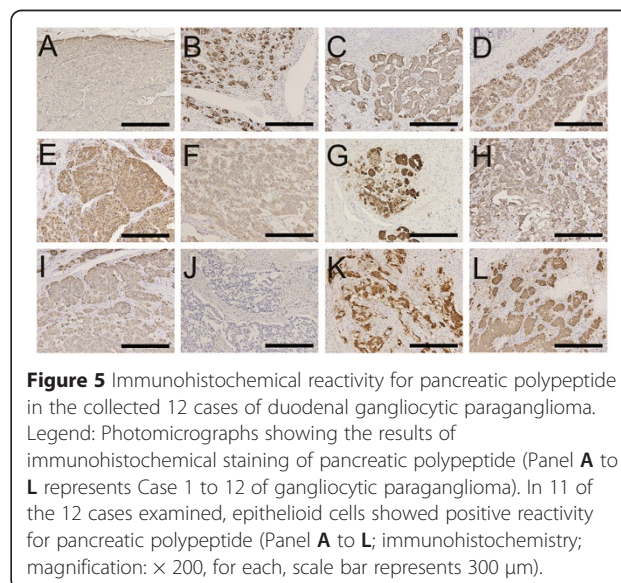 A
B
C
D
E
F
G
H
I
J
K
L
Figure 5 Immunohistochemical reactivity for pancreatic polypeptide
in the collected 12 cases of duodenal gangliocytic paraganglioma.
Legend: Photomicrographs showing the results of
immunohistochemical staining of pancreatic polypeptide (Panel A to
L represents Case 1 to 12 of gangliocytic paraganglioma). In 11 of
the 12 cases examined, epithelioid cells showed positive reactivity
for pancreatic polypeptide (Panel A to L; immunohistochemistry;
magnification: × 200, for each, scale bar represents 300 μm).